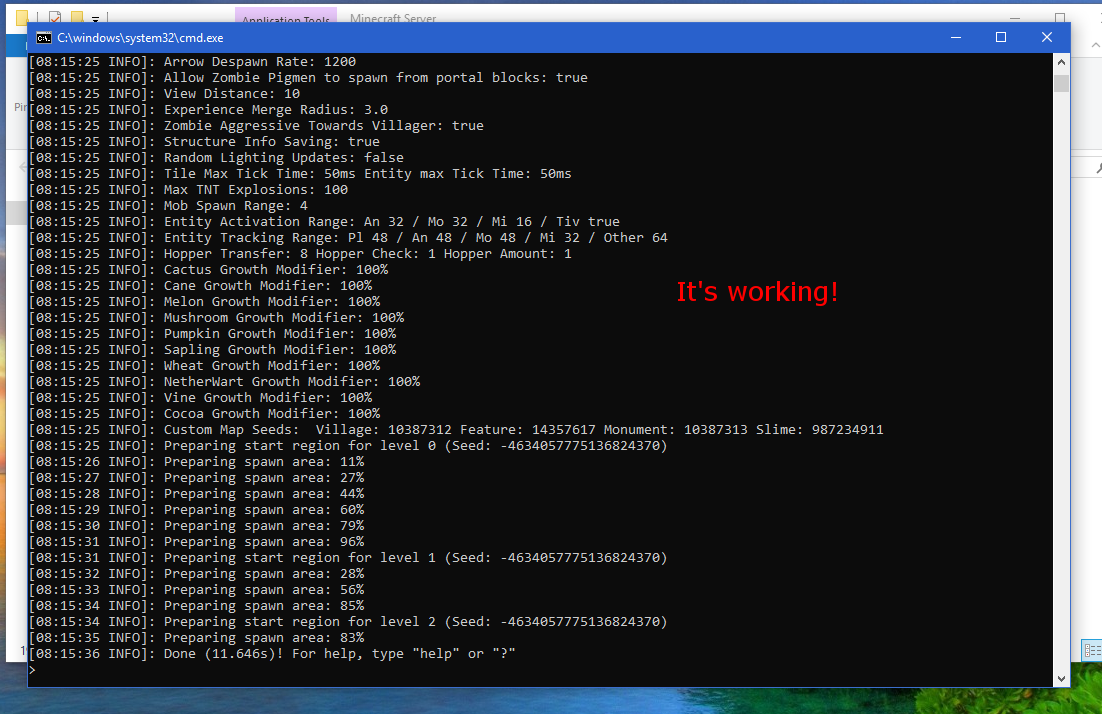 Application Tools
Minecraft Server
C:\windows\system32\cmd.exe
[08:15:25 INFO]: Arrow Despawn Rate: 1200
[08:15:25 INFO]: Allow Zombie Pigmen to spawn from portal blocks: true
[08:15:25 INFO]: View Distance: 10
[08:15:25 INFO]: Experience Merge Radius: 3.0
[08:15:25 INFO]: Zombie Aggressive Towards Villager: true
[08:15:25 INFO]: Structure Info Saving: true
[08:15:25 INFO]: Random Lighting Updates: false
[08:15:25 INFO]: Tile Max Tick Time: 50ms Entity max Tick Time: 50ms
[08:15:25 INFO]: Max TNT Explosions: 100
[08:15:25 INFO]: Mob Spawn Range: 4
[08:15:25 INFO]: Entity Activation Range: An 32 / Mo 32 / Mi 16 / Tiv true
[08:15:25 INFO]: Entity Tracking Range: Pl 48 / An 48 / Mo 48 / Mi 32 / Other 64
[08:15:25 INFO]: Hopper Transfer: 8 Hopper Check: 1 Hopper Amount: 1
[08:15:25 INFO]: Cactus Growth Modifier: 100%
[08:15:25 INFO]: Cane Growth Modifier: 100%
It's working!
[08:15:25 INFO]: Melon Growth Modifier: 100%
[08:15:25 INFO]: Mushroom Growth Modifier: 100%
[08:15:25 INFO]: Pumpkin Growth Modifier: 100%
[08:15:25 INFO]: Sapling Growth Modifier: 100%
[08:15:25 INFO]: Wheat Growth Modifier: 100%
[08:15:25 INFO]: NetherWart Growth Modifier: 100%
[08:15:25 INFO]: Vine Growth Modifier: 100%
[08:15:25 INFO]: Cocoa Growth Modifier: 100%
[08:15:25 INFO]: Custom Map Seeds:  Village: 10387312 Feature: 14357617 Monument: 10387313 Slime: 987234911
[08:15:25 INFO]: Preparing start region for level 0 (Seed: -4634057775136824370)
[08:15:26 INFO]: Preparing spawn area: 11%
[08:15:27 INFO]: Preparing spawn area: 27%
[08:15:28 INFO]: Preparing spawn area: 44%
[08:15:29 INFO]: Preparing spawn area: 60%
[08:15:30 INFO]: Preparing spawn area: 79%
[08:15:31 INFO]: Preparing spawn area: 96%
[08:15:31 INFO]: Preparing start region for level 1 (Seed: -4634057775136824370)
[08:15:32 INFO]: Preparing spawn area: 28%
[08:15:33 INFO]: Preparing spawn area: 56%
[08:15:34 INFO]: Preparing spawn area: 85%
[08:15:34 INFO]: Preparing start region for level 2 (Seed: -4634057775136824370)
[08:15:35 INFO]: Preparing spawn area: 83%
[08:15:36 INFO]: Done (11.646s)! For help, type "help" or "?"
>